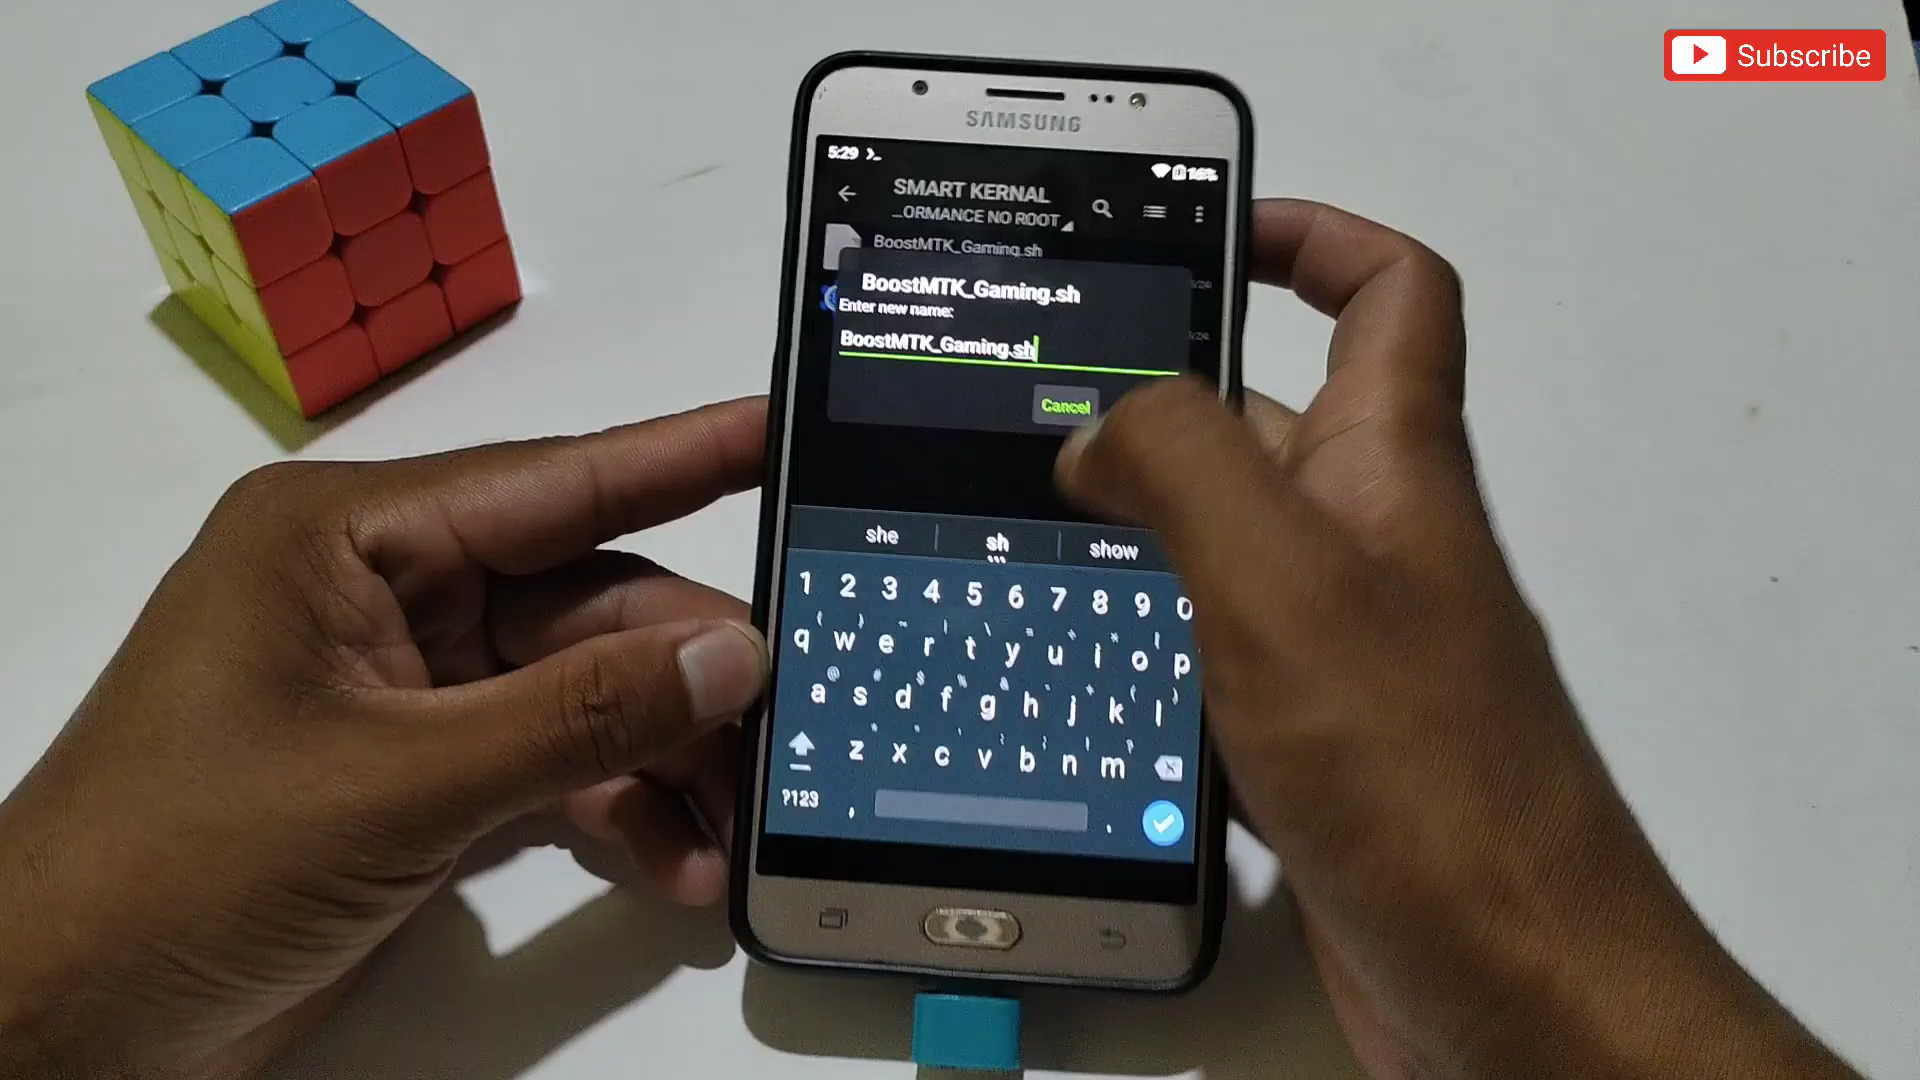 Subscribe
SAMSUNG
5:29
SMART KERNAL
...ORMANCE NO ROOT
BoostMTK_Gaming.sh
BoostMTK_Gaming.sh
Enter new name:
BoostMTK_Gaming.sh
Cancel
she sh show
1 2 3 4 5 6 7 8 9 0
q w e r t y u i o p
a s d f g h j k l
z x c v b n m
?123 , .